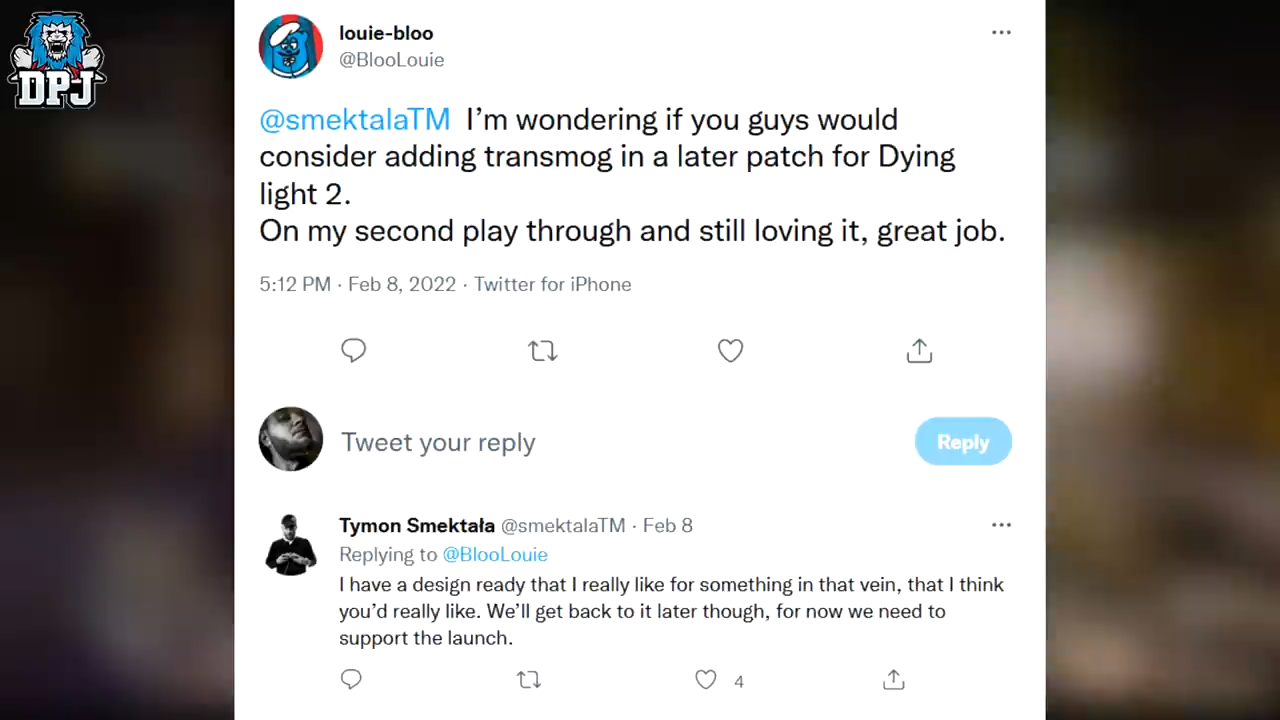 DPJ
louie-bloo
@BlooLouie
@smektalaTM I’m wondering if you guys would
consider adding transmog in a later patch for Dying
light 2.
On my second play through and still loving it, great job.
5:12 PM · Feb 8, 2022 · Twitter for iPhone
Tweet your reply
Reply
Tymon Smektała @smektalaTM · Feb 8
Replying to @BlooLouie
I have a design ready that I really like for something in that vein, that I think
you’d really like. We’ll get back to it later though, for now we need to
support the launch.
4